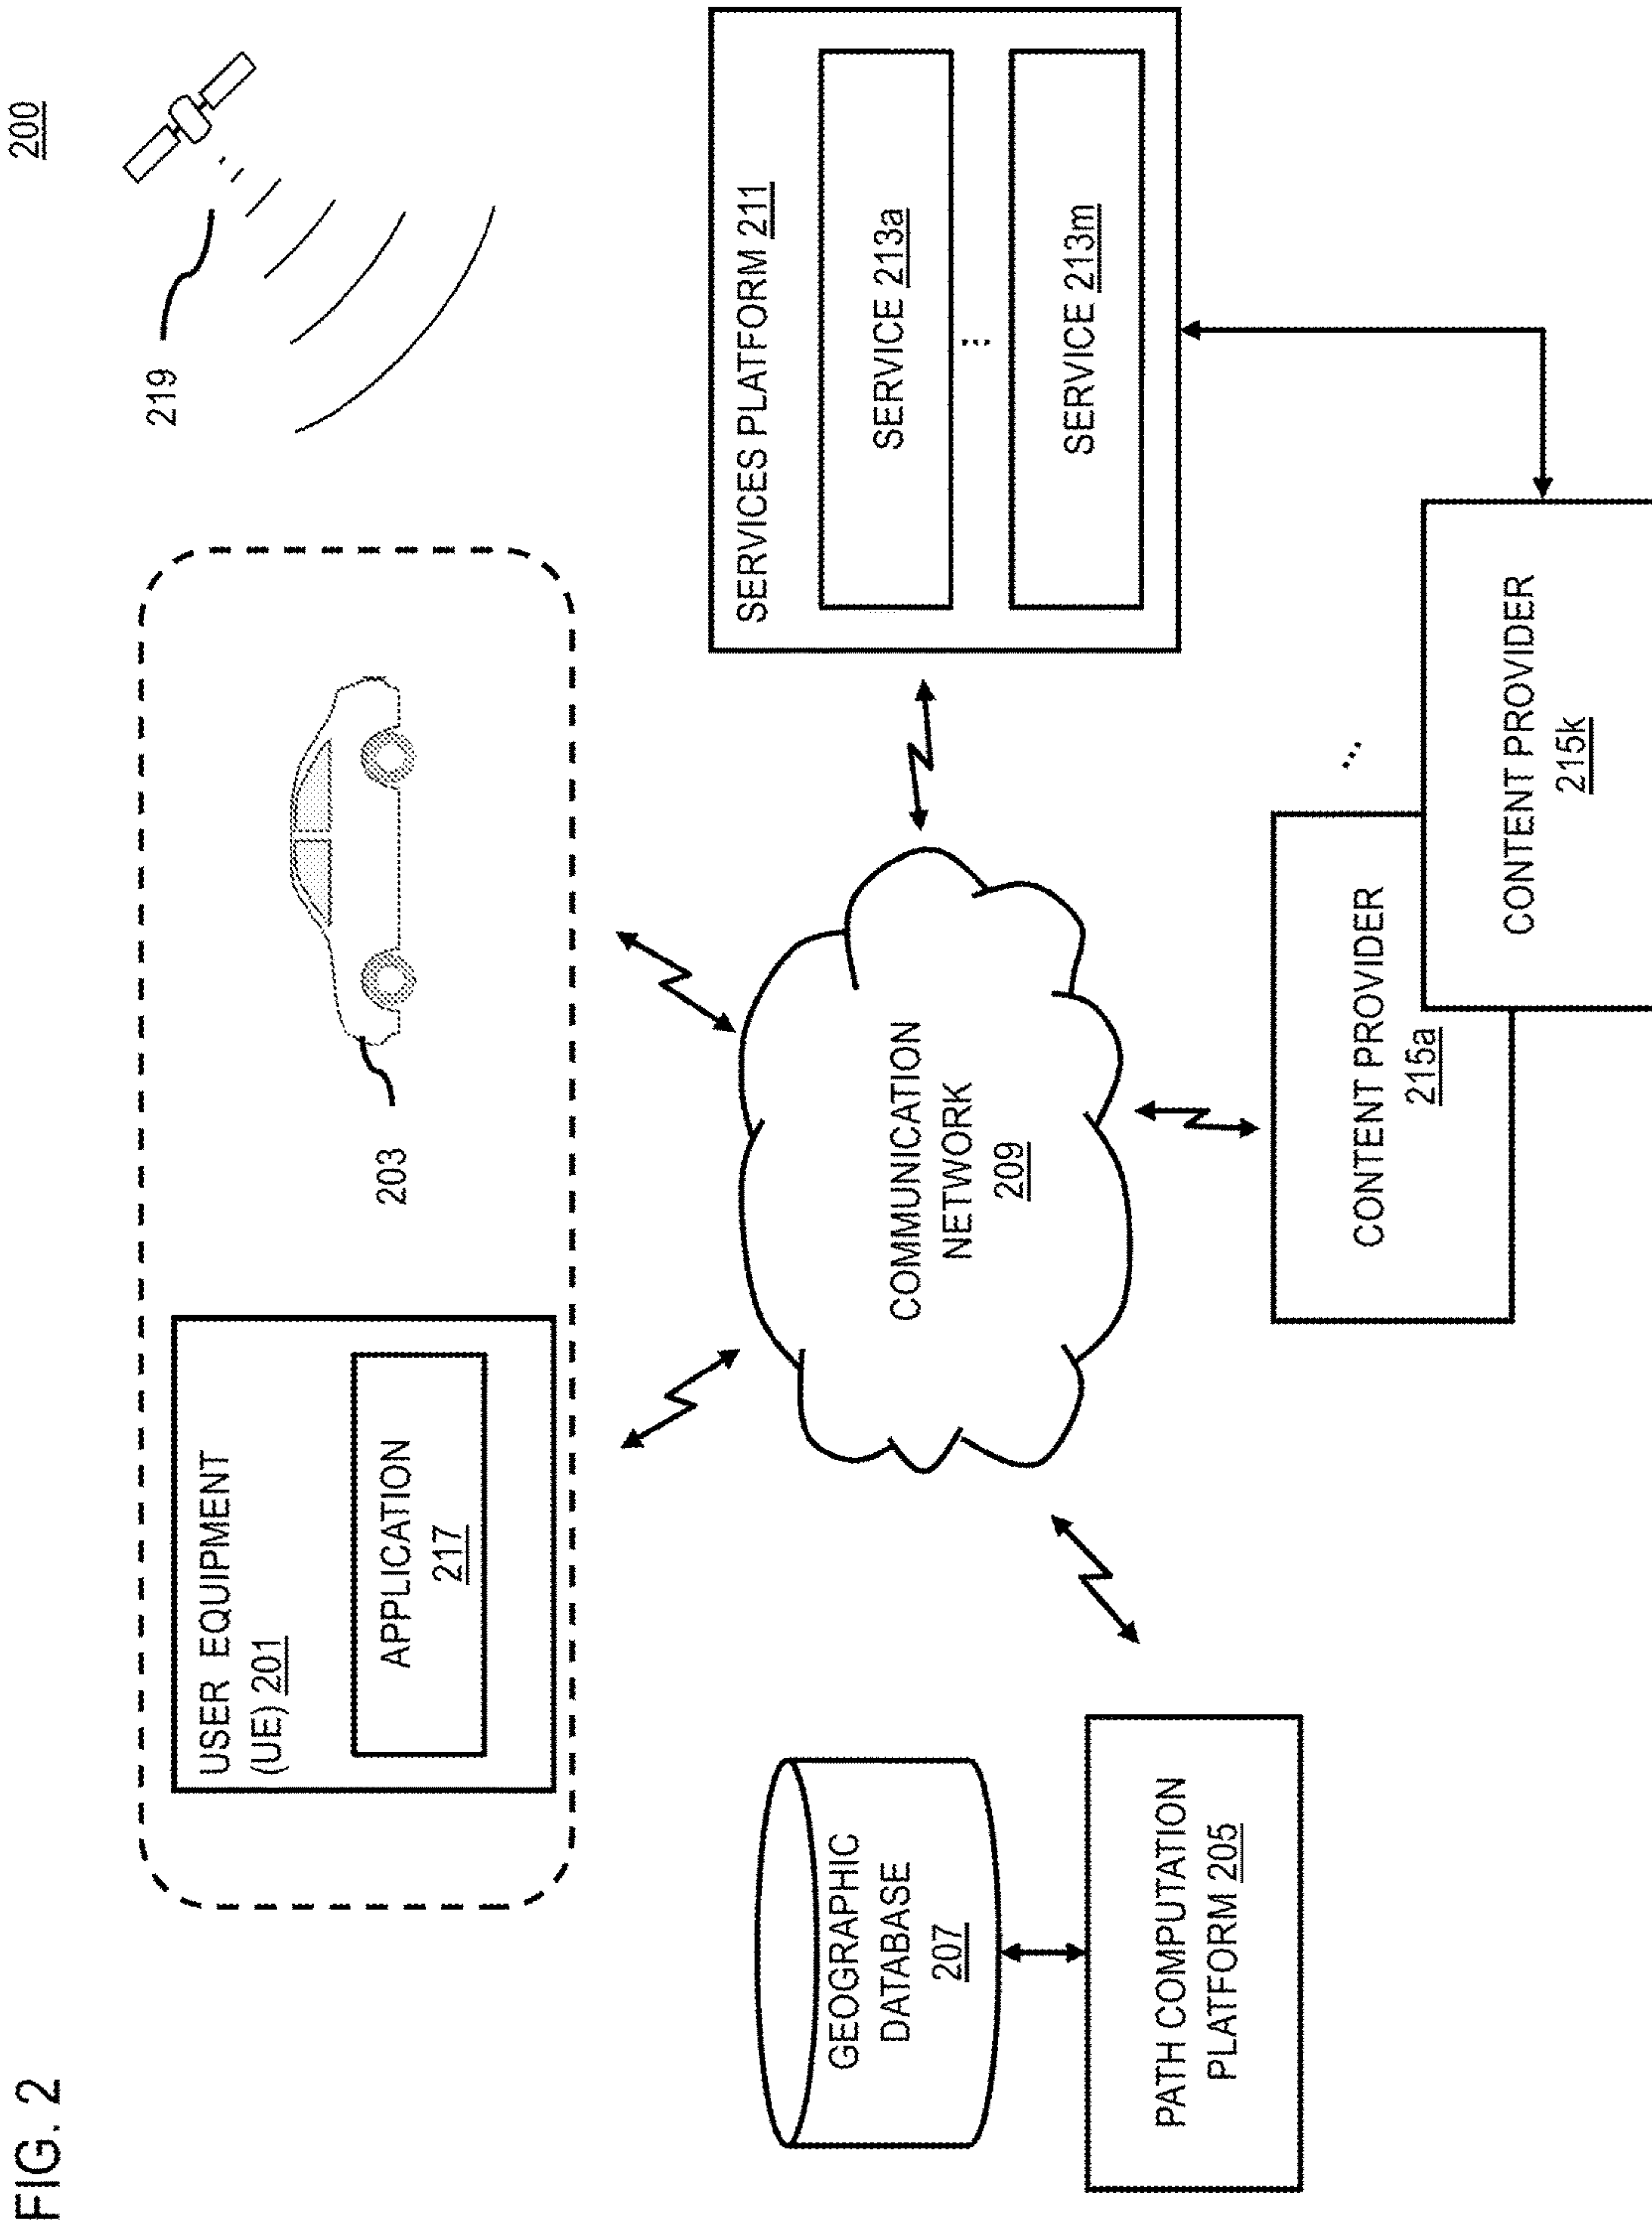 FIG. 2
200
USER EQUIPMENT
(UE) 201
APPLICATION
217
203
219
GEOGRAPHIC
DATABASE
207
PATH COMPUTATION
PLATFORM 205
COMMUNICATION
NETWORK
209
SERVICES PLATFORM 211
SERVICE 213a
...
SERVICE 213m
CONTENT PROVIDER
215a
...
CONTENT PROVIDER
215k